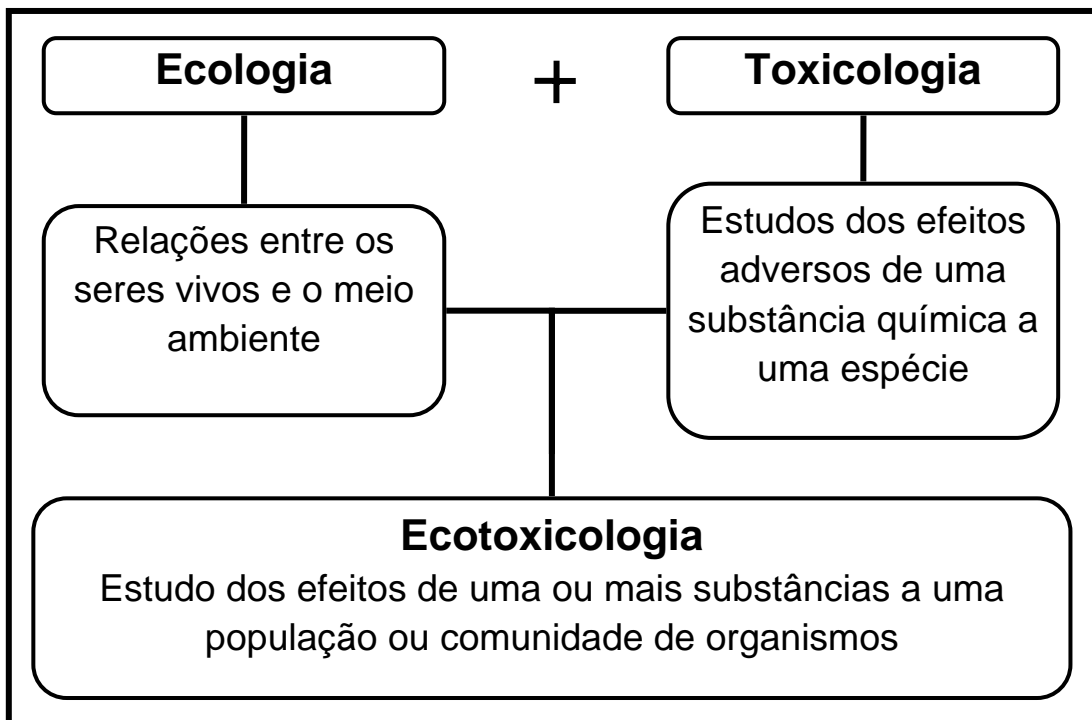 Ecologia
+
Toxicologia
Relações entre os
seres vivos e o meio
ambiente
Estudos dos efeitos
adversos de uma
substância química a
uma espécie
Ecotoxicologia
Estudo dos efeitos de uma ou mais substâncias a uma
população ou comunidade de organismos